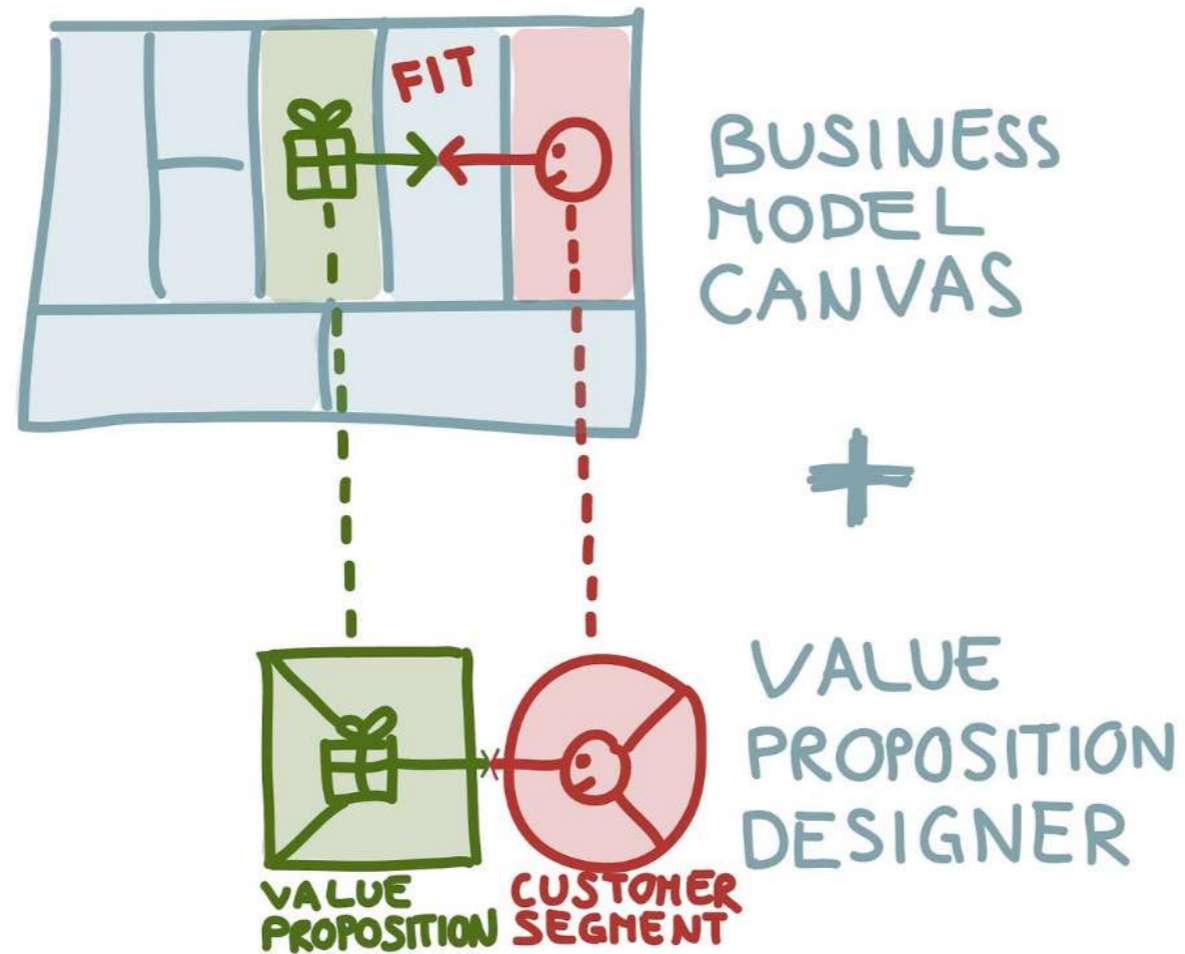 FIT
BUSINESS
MODEL
CANVAS
+
VALUE
PROPOSITION
DESIGNER
VALUE
PROPOSITION
CUSTOMER
SEGMENT